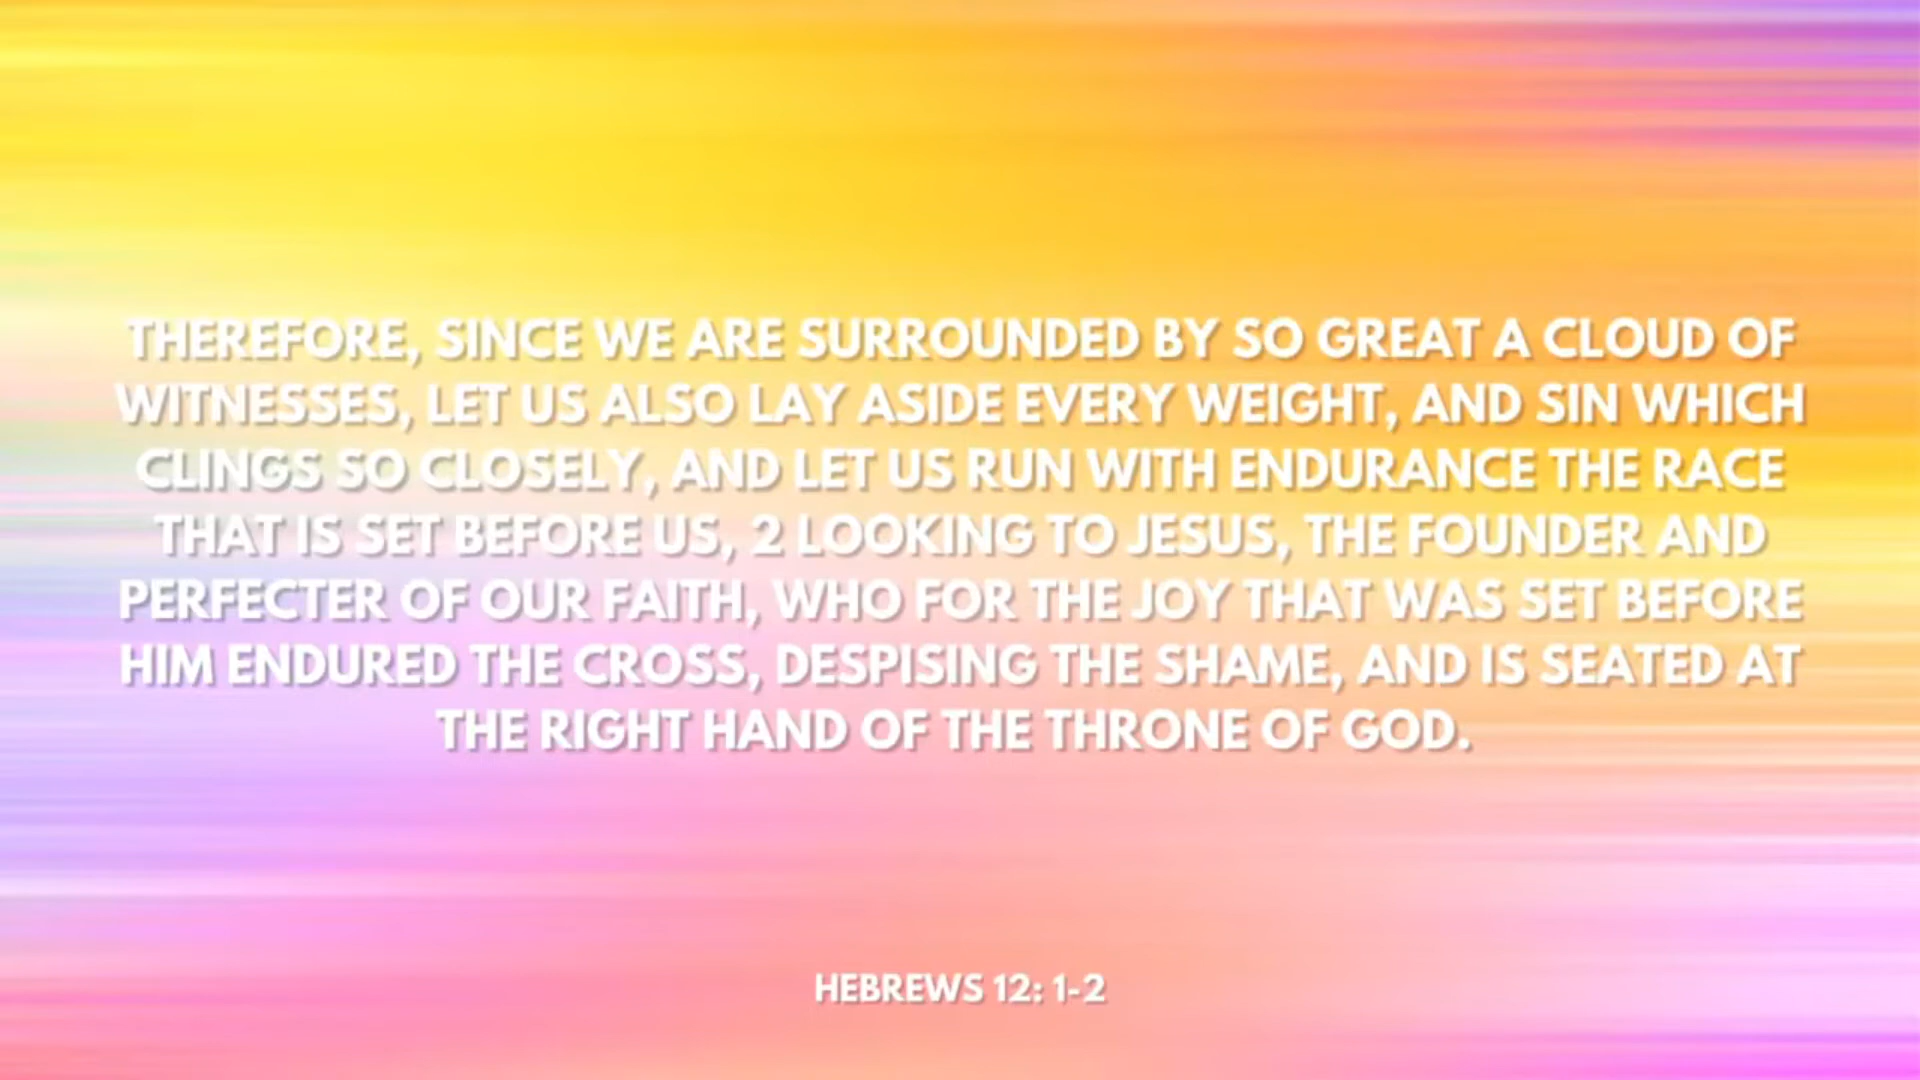 THEREFORE, SINCE WE ARE SURROUNDED BY SO GREAT A CLOUD OF
WITNESSES, LET US ALSO LAY ASIDE EVERY WEIGHT, AND SIN WHICH
CLINGS SO CLOSELY, AND LET US RUN WITH ENDURANCE THE RACE
THAT IS SET BEFORE US, 2 LOOKING TO JESUS, THE FOUNDER AND
PERFECTER OF OUR FAITH, WHO FOR THE JOY THAT WAS SET BEFORE
HIM ENDURED THE CROSS, DESPISING THE SHAME, AND IS SEATED AT
THE RIGHT HAND OF THE THRONE OF GOD.
HEBREWS 12: 1-2